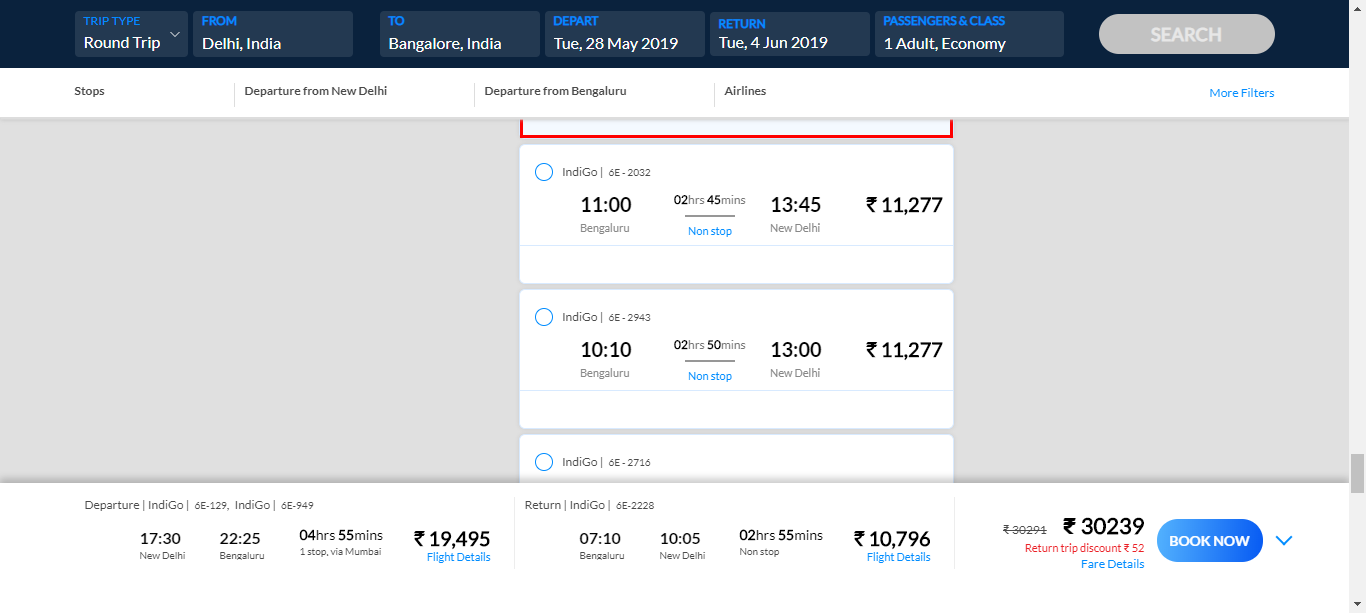 TRIP TYPE
Round Trip
FROM
Delhi, India
TO
Bangalore, India
DEPART
Tue, 28 May 2019
RETURN
Tue, 4 Jun 2019
PASSENGERS & CLASS
1 Adult, Economy
SEARCH
Stops
Departure from New Delhi
Departure from Bengaluru
Airlines
More Filters
IndiGo | 6E - 2032
11:00 02hrs 45mins 13:45 ₹ 11,277
Bengaluru Non stop New Delhi
IndiGo | 6E - 2943
10:10 02hrs 50mins 13:00 ₹ 11,277
Bengaluru Non stop New Delhi
IndiGo | 6E - 2716
Departure | IndiGo | 6E-129, IndiGo | 6E-949
17:30 22:25 04hrs 55mins ₹ 19,495
New Delhi Bengaluru 1 stop, via Mumbai Flight Details
Return | IndiGo | 6E-2228
07:10 10:05 02hrs 55mins ₹ 10,796
Bengaluru New Delhi Non stop Flight Details
₹ 30291 ₹ 30239
Return trip discount ₹ 52
Fare Details
BOOK NOW